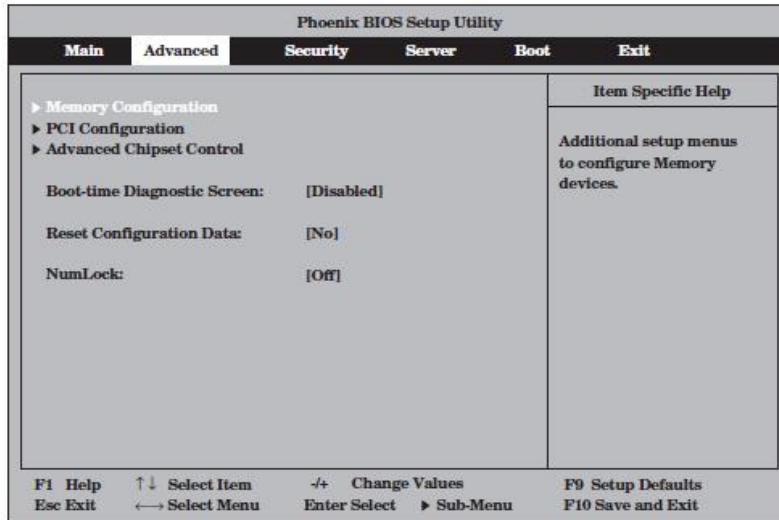 Phoenix BIOS Setup Utility
Main Advanced Security Server Boot Exit
Item Specific Help
▶ Memory Configuration
▶ PCI Configuration
▶ Advanced Chipset Control
Additional setup menus
to configure Memory
devices.
Boot-time Diagnostic Screen: [Disabled]
Reset Configuration Data: [No]
NumLock: [Off]
F1 Help ↑↓ Select Item -/+ Change Values F9 Setup Defaults
Esc Exit ←→ Select Menu Enter Select ▶ Sub-Menu F10 Save and Exit